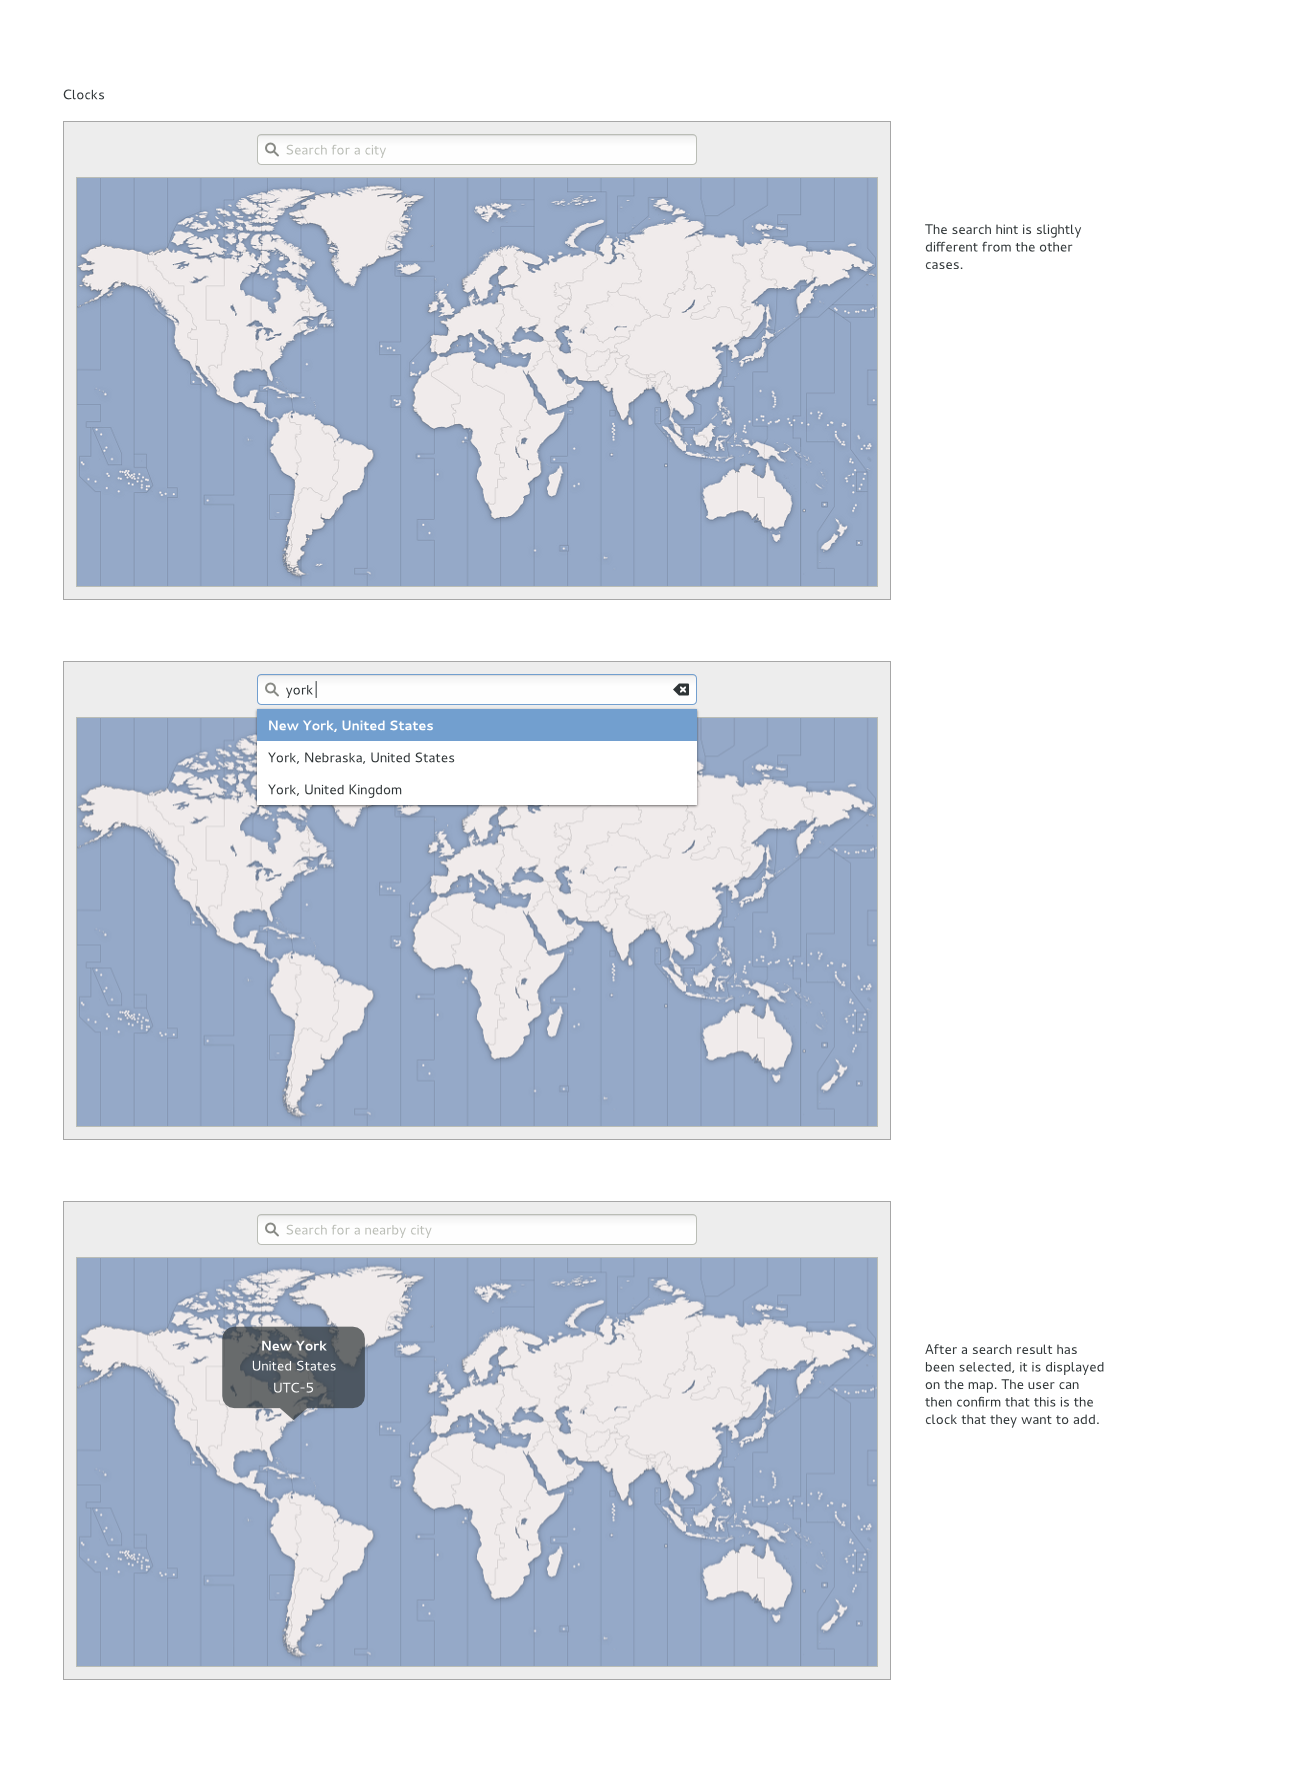 Clocks
Search for a city
The search hint is slightly
different from the other
cases.
york
New York, United States
York, Nebraska, United States
York, United Kingdom
Search for a nearby city
New York
United States
UTC-5
After a search result has
been selected, it is displayed
on the map. The user can
then confirm that this is the
clock that they want to add.